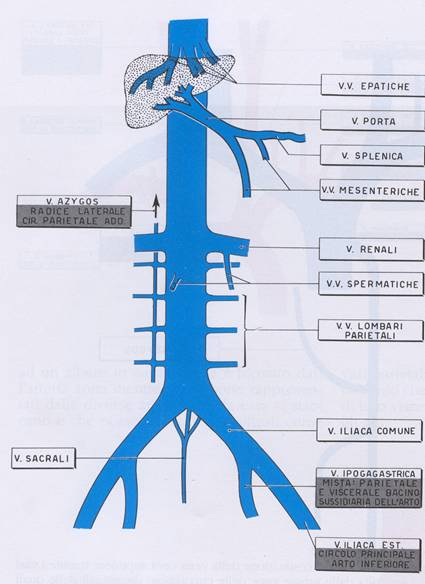 V.V. EPATICHE
V. PORTA
V. SPLENICA
V.V. MESENTERICHE
V. AZYGOS
RADICE LATERALE
CIR. PARIETALE ADD.
V. RENALI
V.V. SPERMATICHE
V.V. LOMBARI
PARIETALI
V. ILIACA COMUNE
V. SACRALI
V. IPOGAGASTRICA
MISTA: PARIETALE
E VISCERALE BACINO
SUSSIDIARIA DELL'ARTO
V. ILIACA EST.
CIRCOLO PRINCIPALE
ARTO INFERIORE